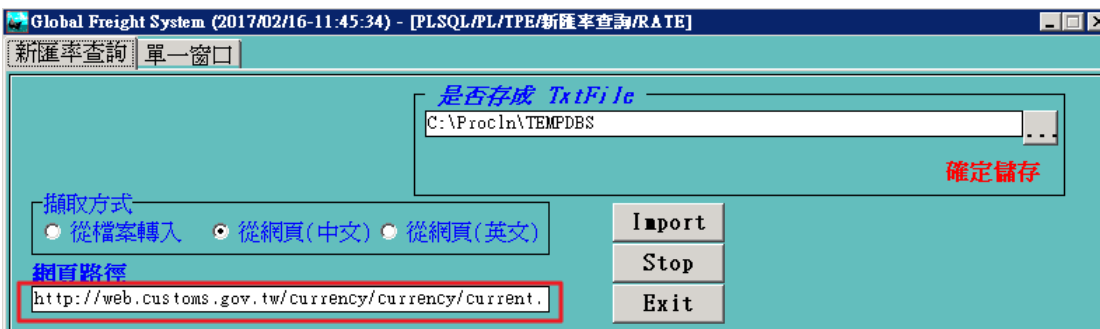 Global Freight System (2017/02/16-11:45:34) - [PLSQL/PL/TPE/新匯率查詢/RATE]
新匯率查詢 單一窗口
是否存成 TxtFile
C:\Procln\TEMPDBS
...
確定儲存
擷取方式
從檔案轉入 從網頁(中文) 從網頁(英文)
Import
Stop
網頁路徑
http://web.customs.gov.tw/currency/currency/current.
Exit